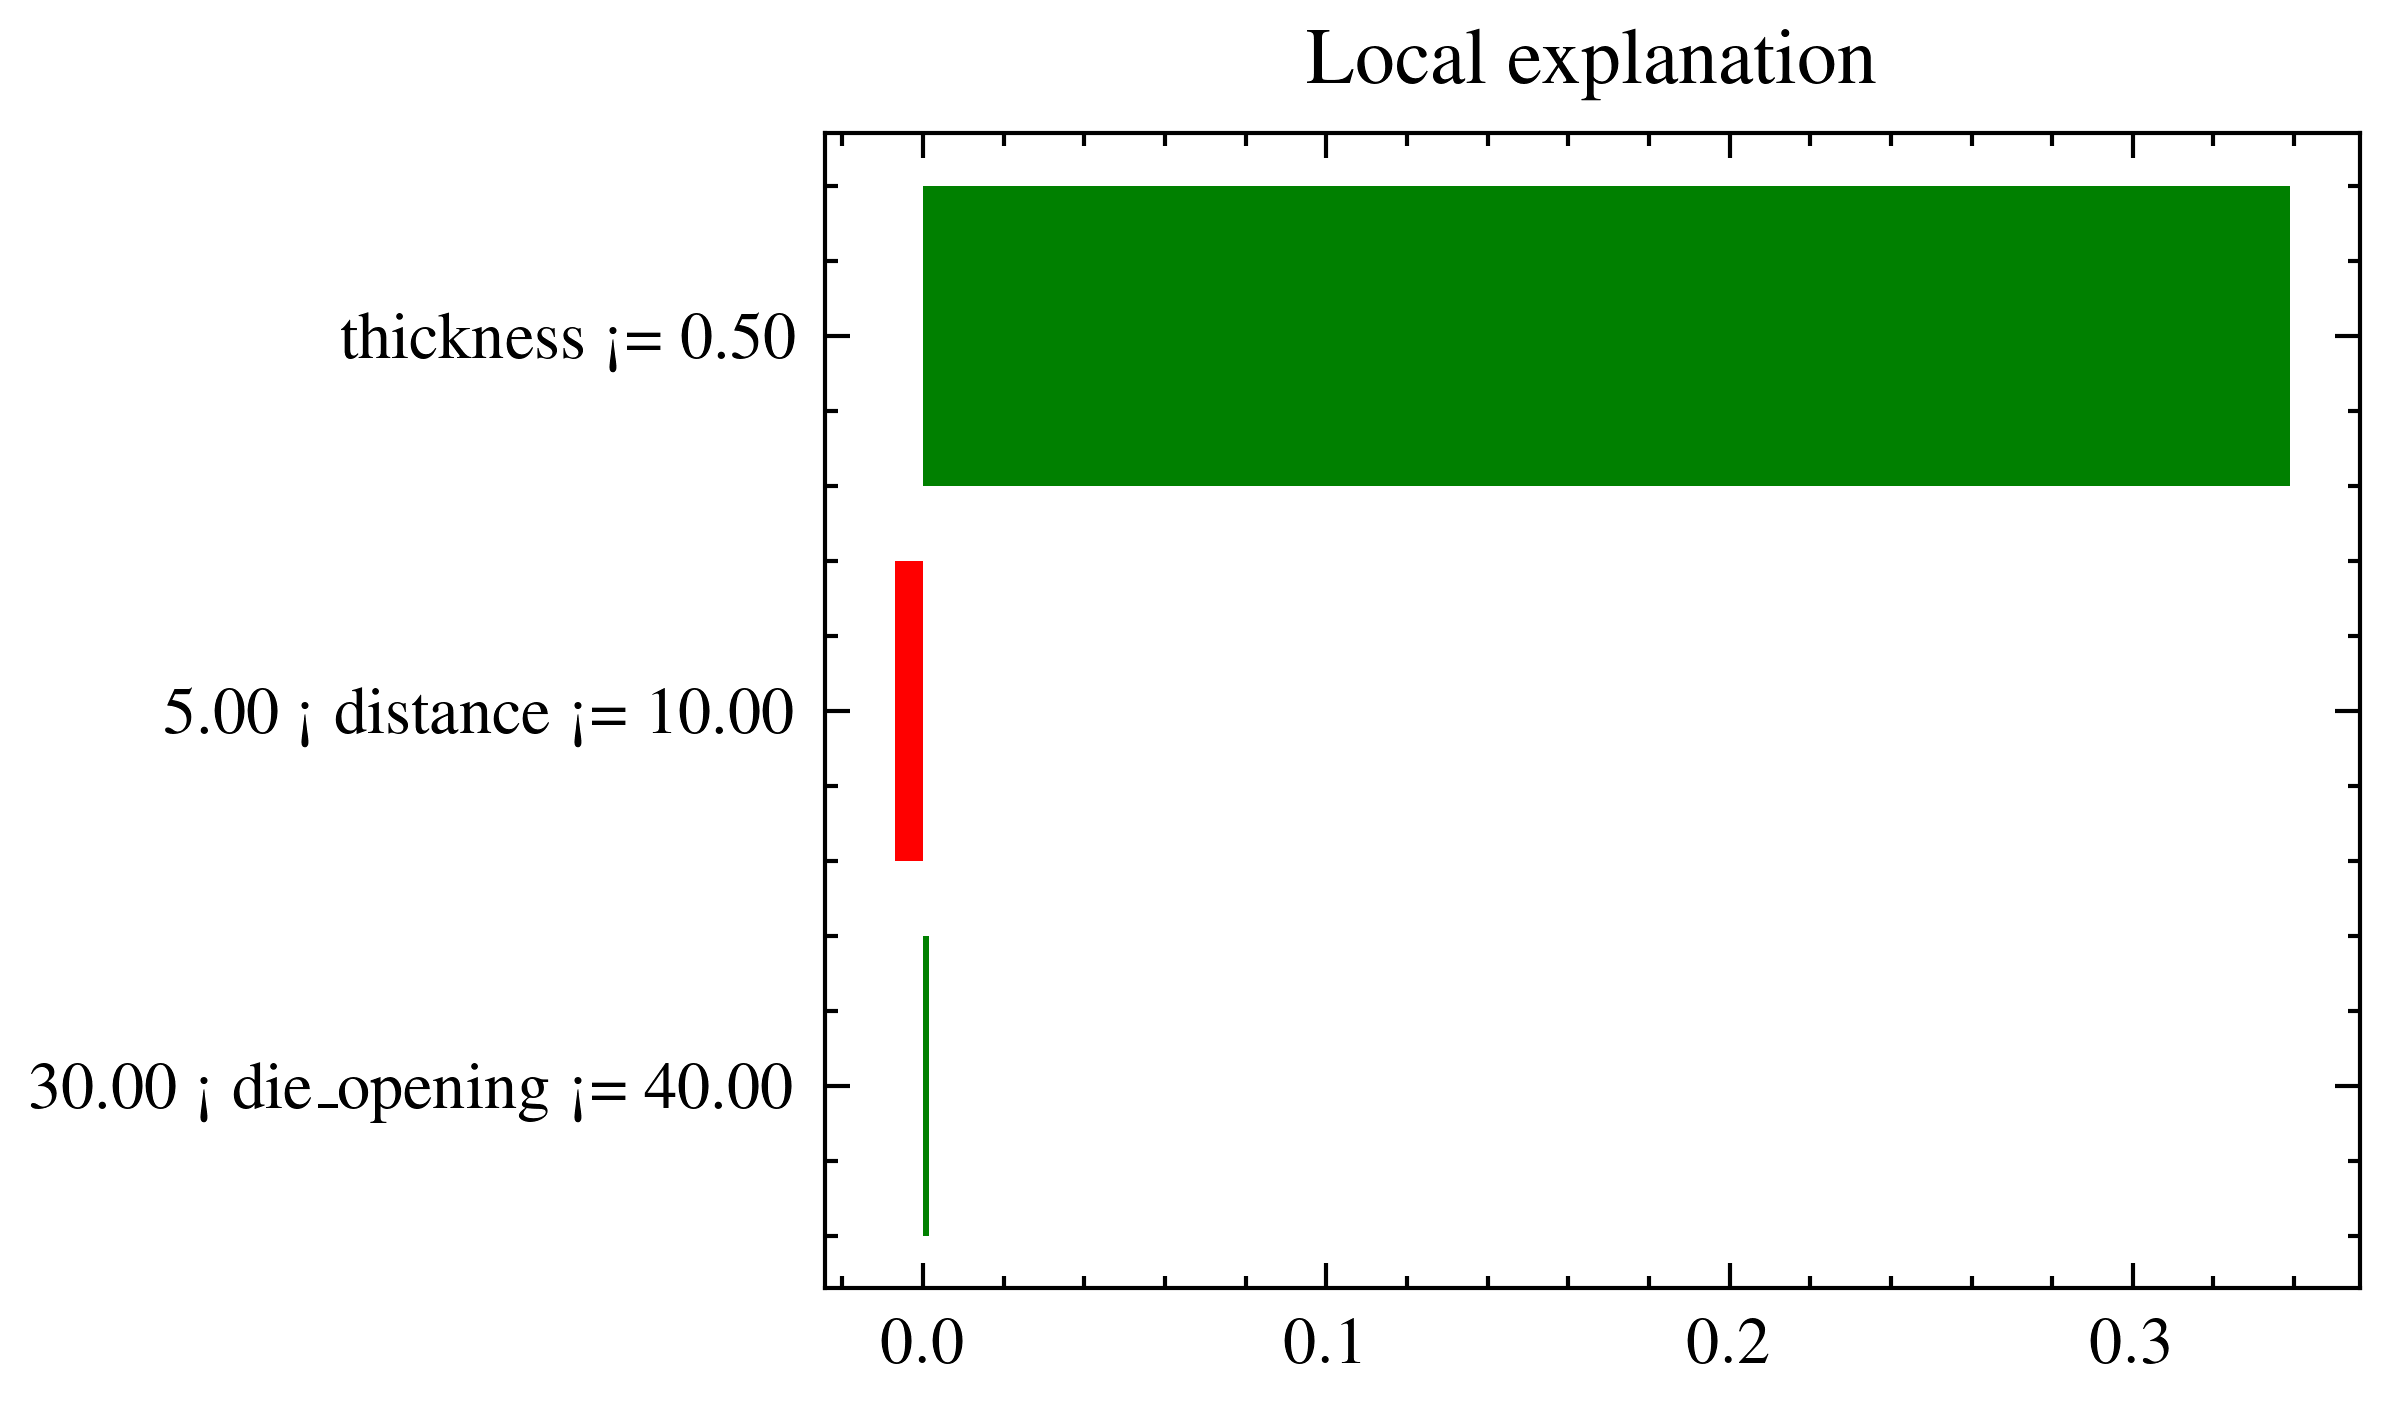 Local explanation
thickness ¡= 0.50
5.00 ¡ distance ¡= 10.00
30.00 ¡ die_opening ¡= 40.00
0.0 0.1 0.2 0.3